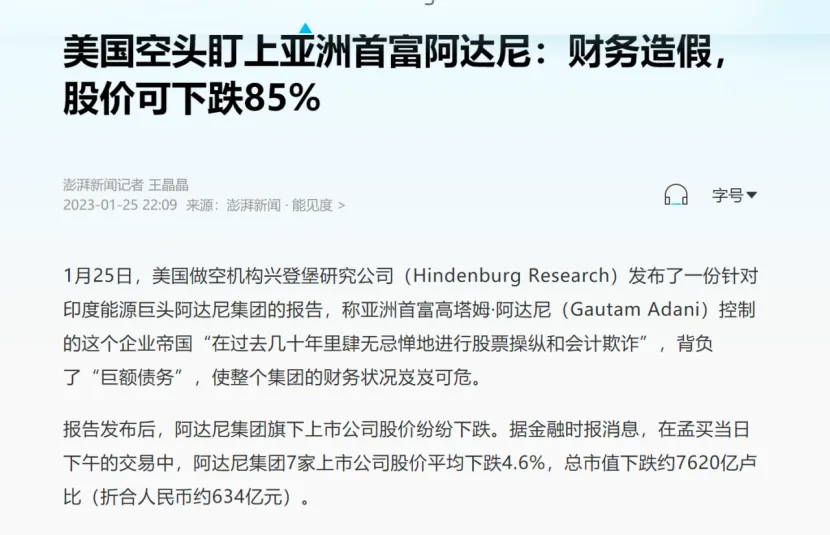 美国空头盯上亚洲首富阿达尼：财务造假，
股价可下跌85%
澎湃新闻记者 王晶晶
2023-01-25 22:09 来源：澎湃新闻 · 能见度 >
字号
1月25日，美国做空机构兴登堡研究公司（Hindenburg Research）发布了一份针对
印度能源巨头阿达尼集团的报告，称亚洲首富高塔姆·阿达尼（Gautam Adani）控制
的这个企业帝国“在过去几十年里肆无忌惮地进行股票操纵和会计欺诈”，背负
了“巨额债务”，使整个集团的财务状况岌岌可危。
报告发布后，阿达尼集团旗下上市公司股价纷纷下跌。据金融时报消息，在孟买当日
下午的交易中，阿达尼集团7家上市公司股价平均下跌4.6%，总市值下跌约7620亿卢
比（折合人民币约634亿元）。